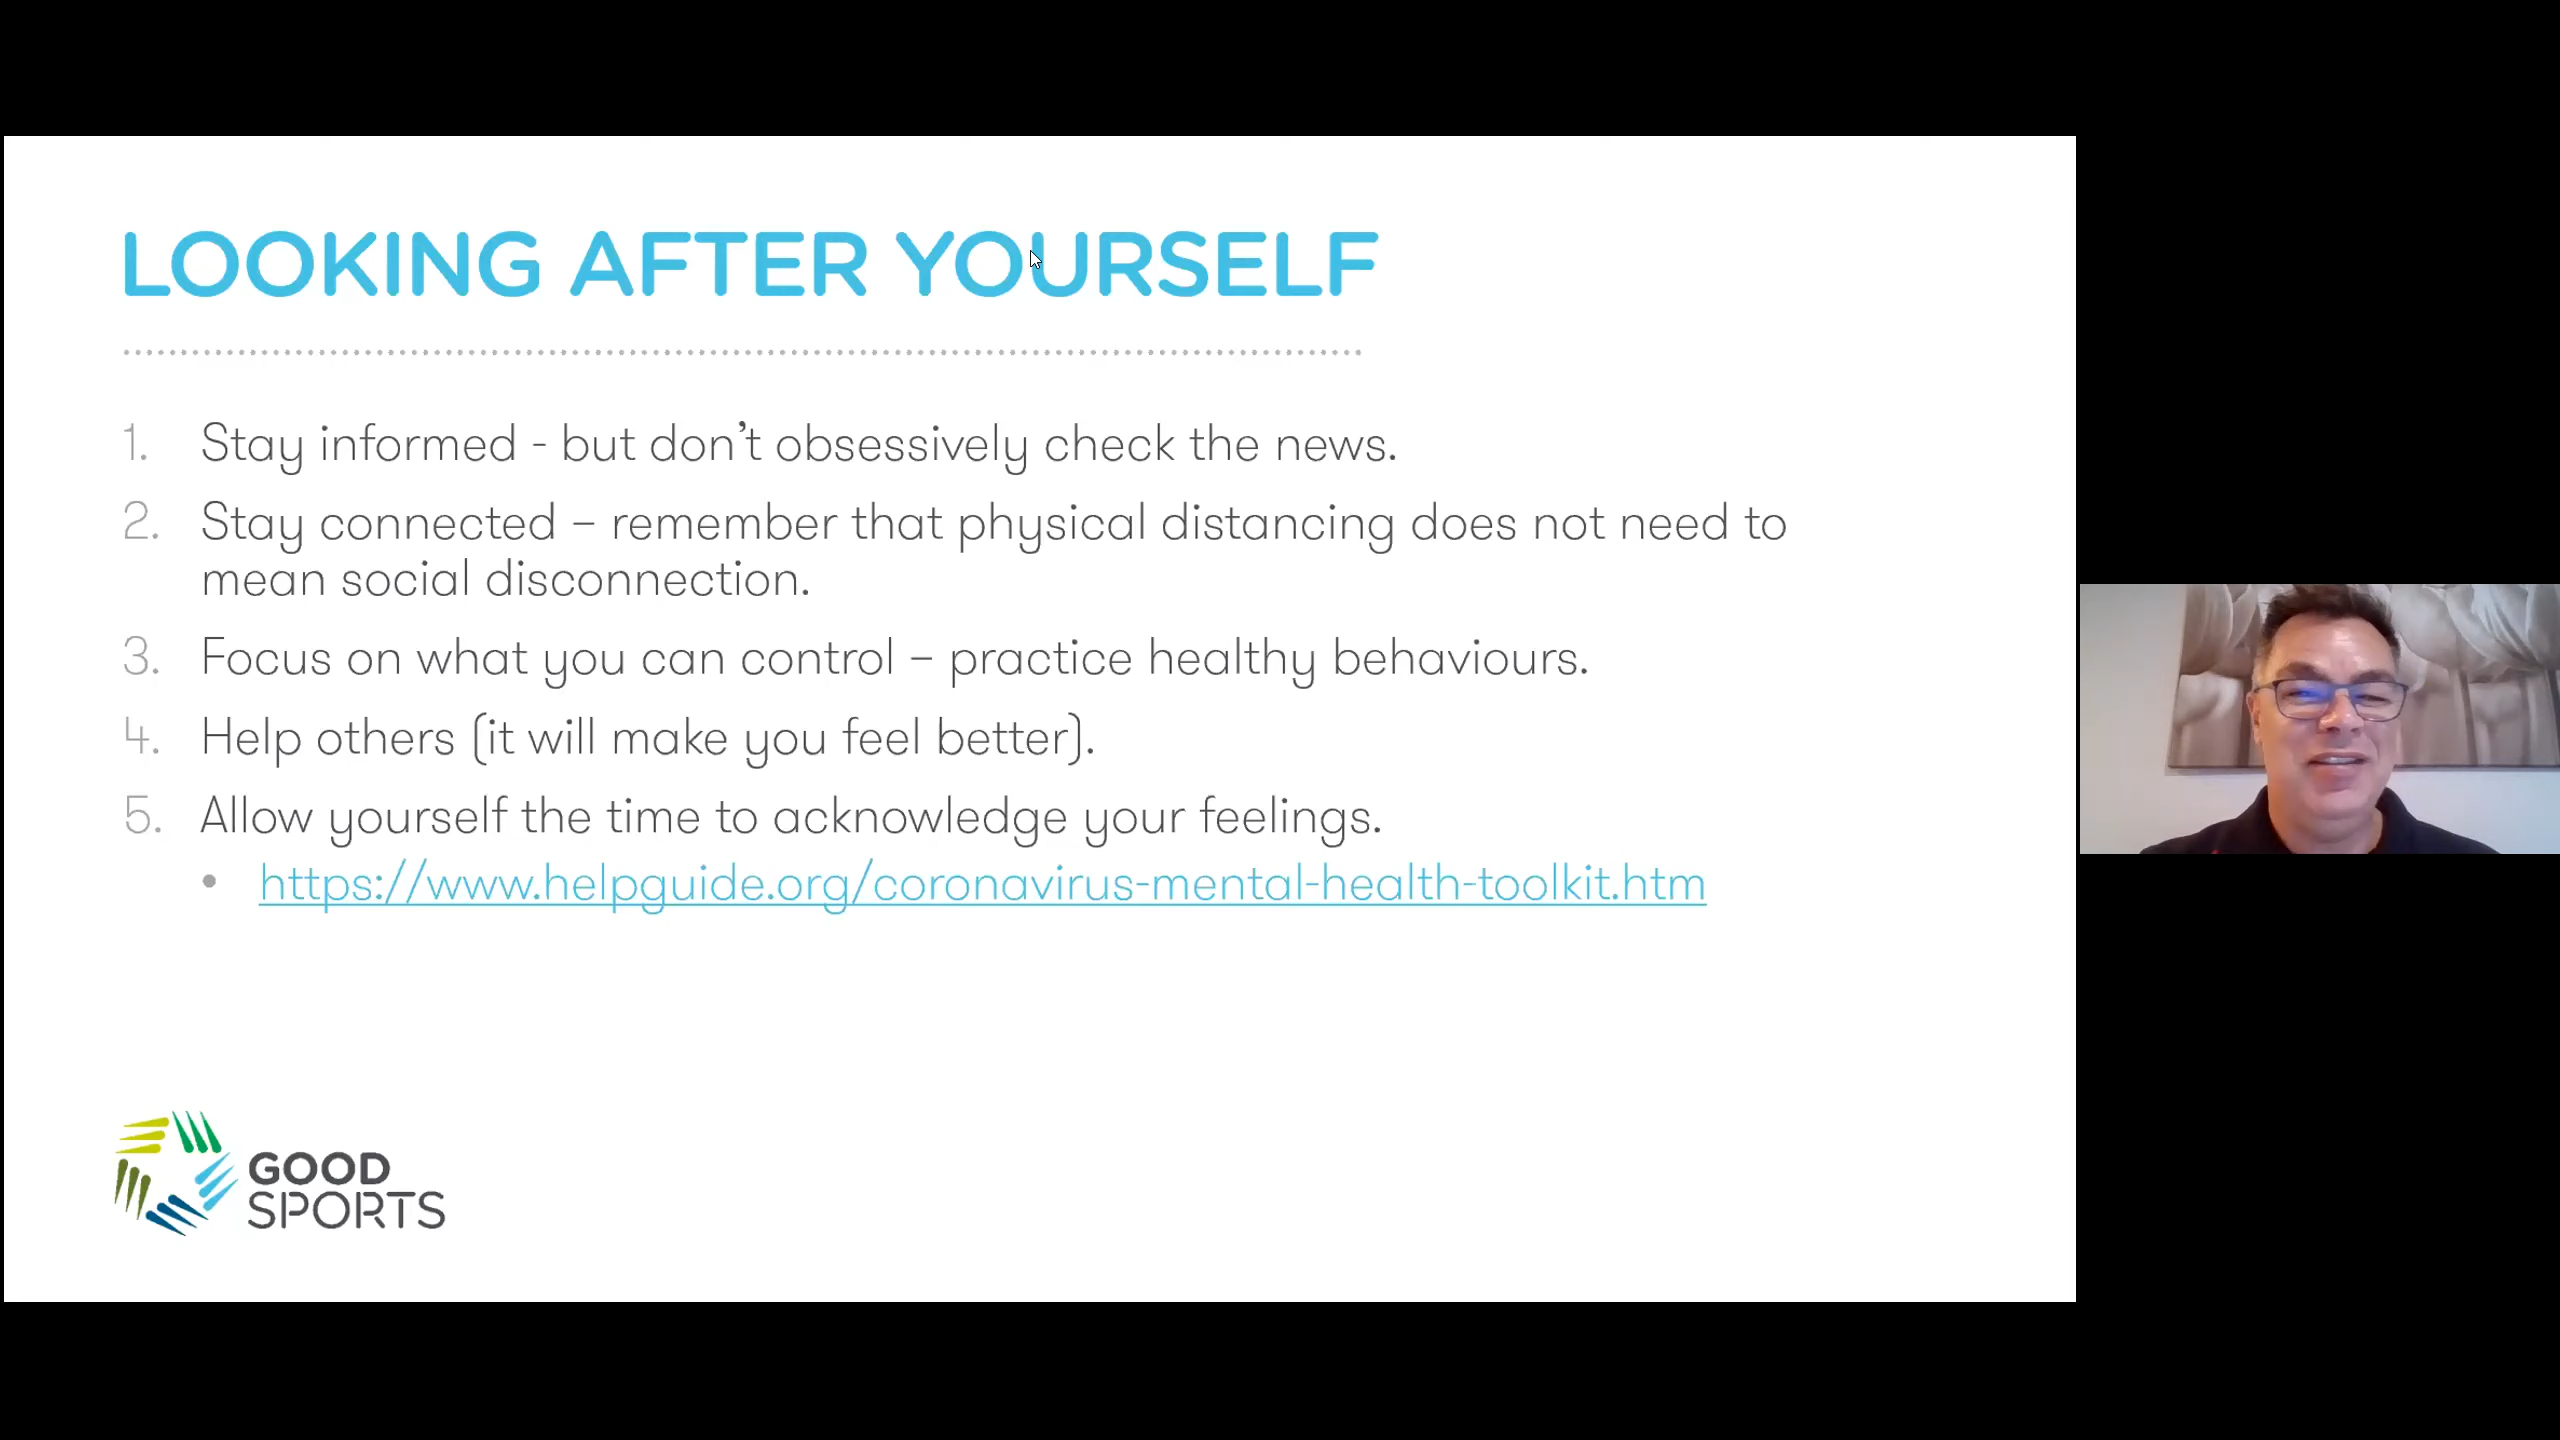 LOOKING AFTER YOURSELF
1. Stay informed - but don’t obsessively check the news.
2. Stay connected – remember that physical distancing does not need to
mean social disconnection.
3. Focus on what you can control – practice healthy behaviours.
4. Help others (it will make you feel better).
5. Allow yourself the time to acknowledge your feelings.
• https://www.helpguide.org/coronavirus-mental-health-toolkit.htm
GOOD
SPORTS